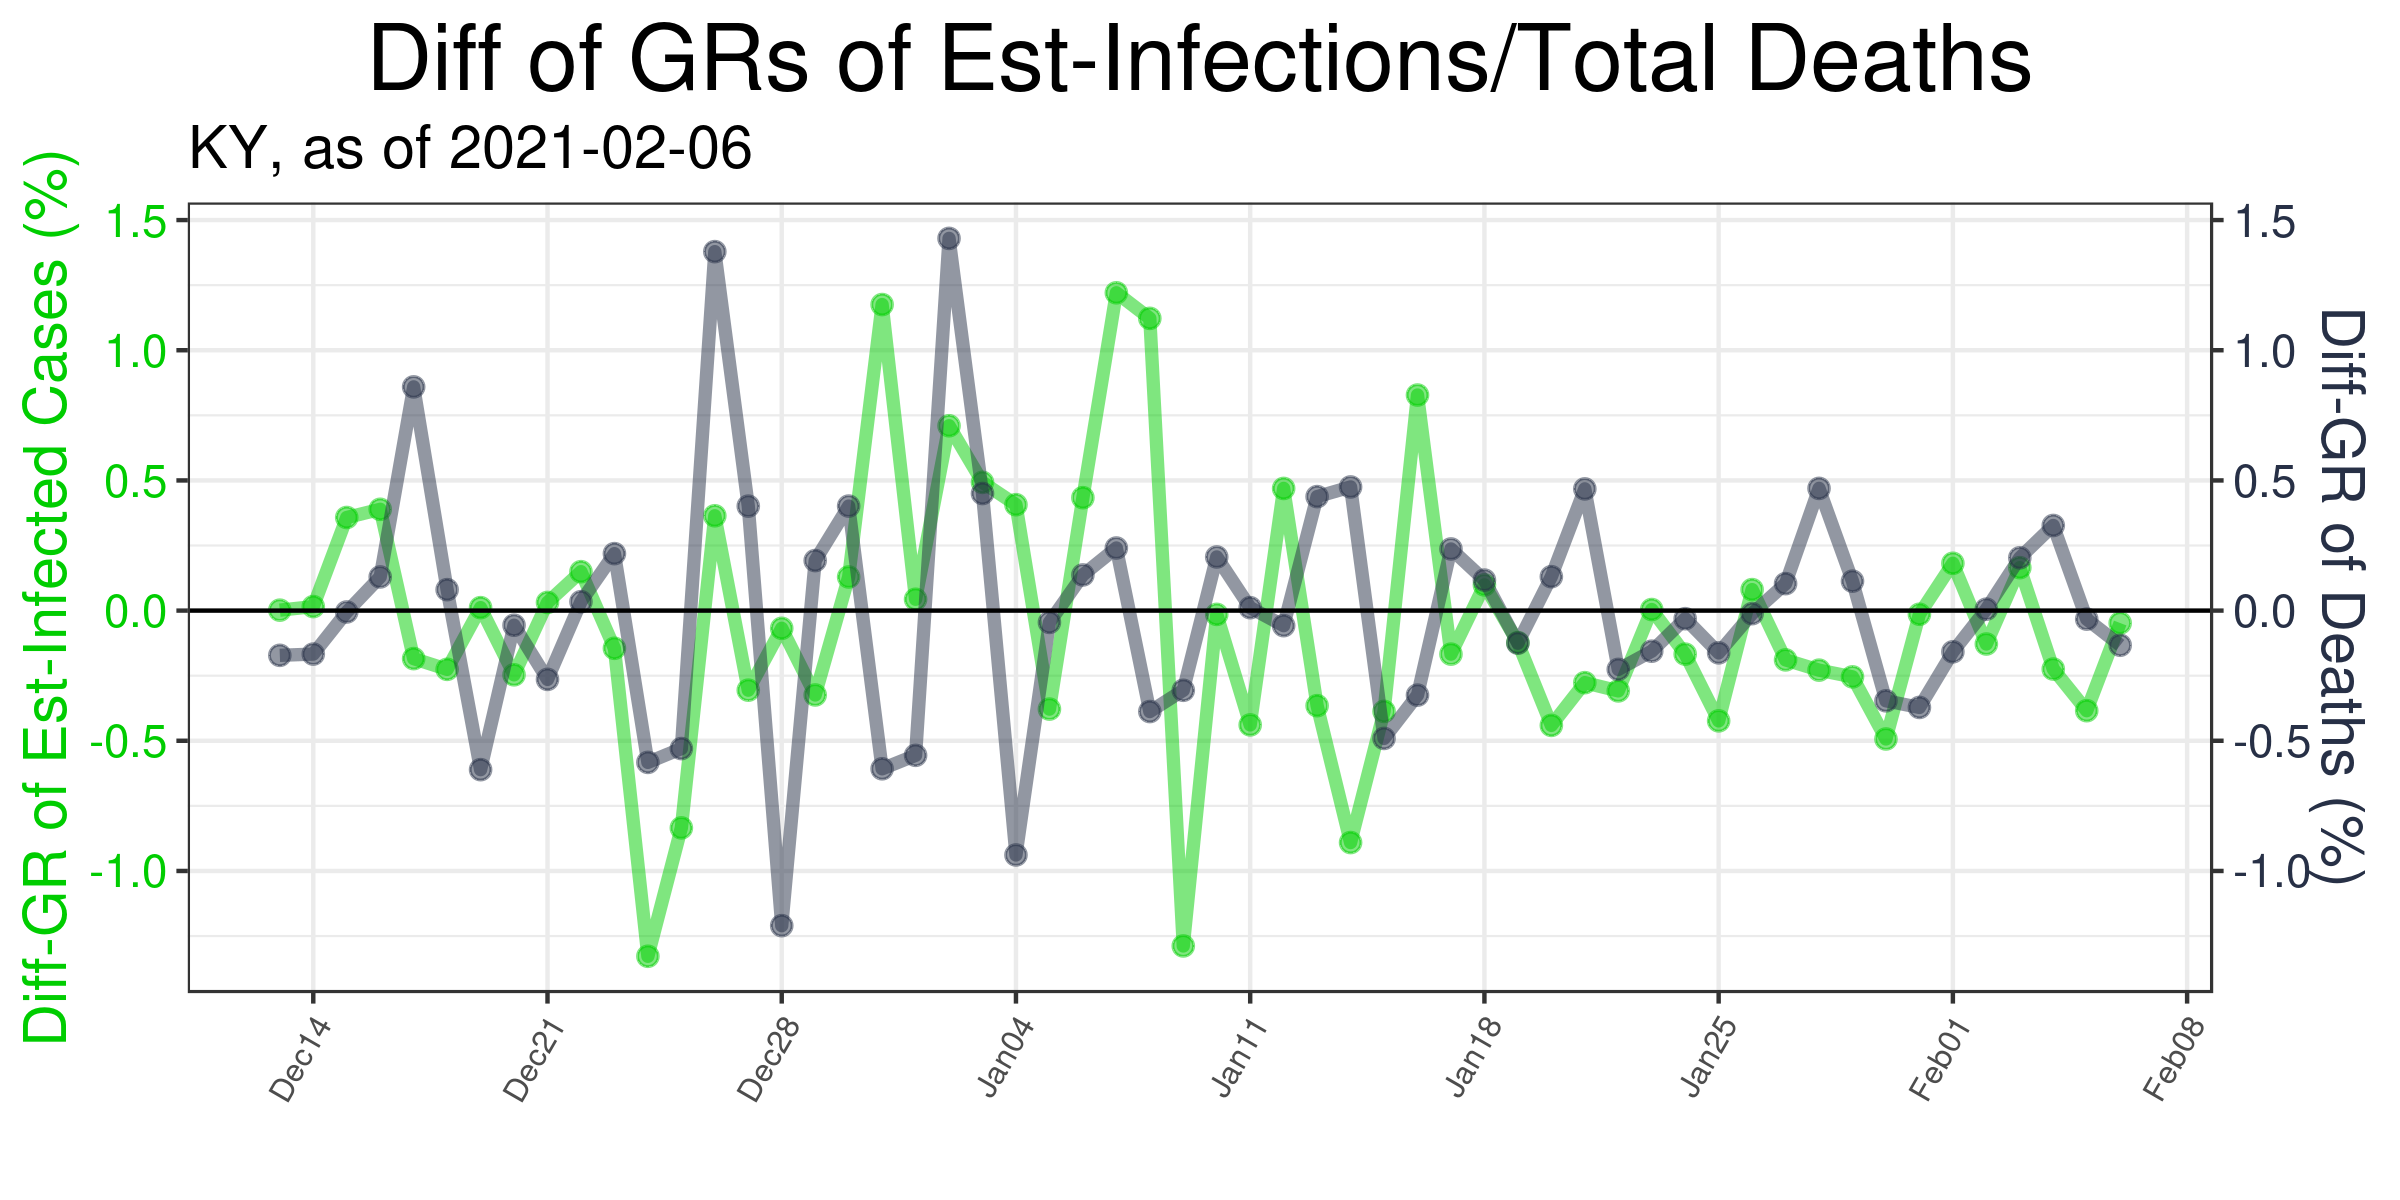 Diff of GRs of Est-Infections/Total Deaths
KY, as of 2021-02-06
Diff-GR of Est-Infected Cases (%)
1.5
1.0
0.5
0.0
-0.5
-1.0
1.5
1.0
0.5
0.0
-0.5
-1.0
Diff-GR of Deaths (%)
Dec14 Dec21 Dec28 Jan04 Jan11 Jan18 Jan25 Feb01 Feb08